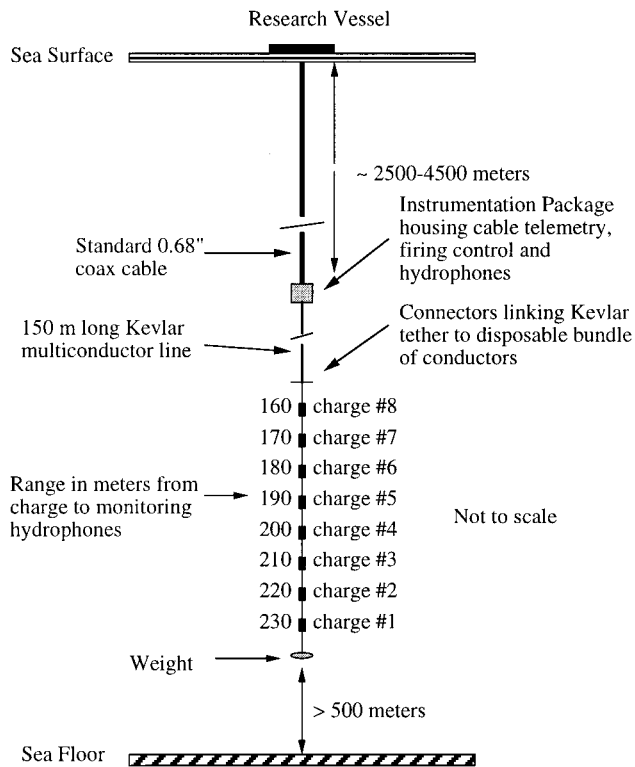 Research Vessel
Sea Surface
~ 2500-4500 meters
Instrumentation Package
housing cable telemetry,
firing control and
hydrophones
Standard 0.68"
coax cable
Connectors linking Kevlar
tether to disposable bundle
of conductors
150 m long Kevlar
multiconductor line
160 charge #8
170 charge #7
180 charge #6
Range in meters from
charge to monitoring
hydrophones
190 charge #5
200 charge #4
210 charge #3
220 charge #2
230 charge #1
Not to scale
Weight
> 500 meters
Sea Floor